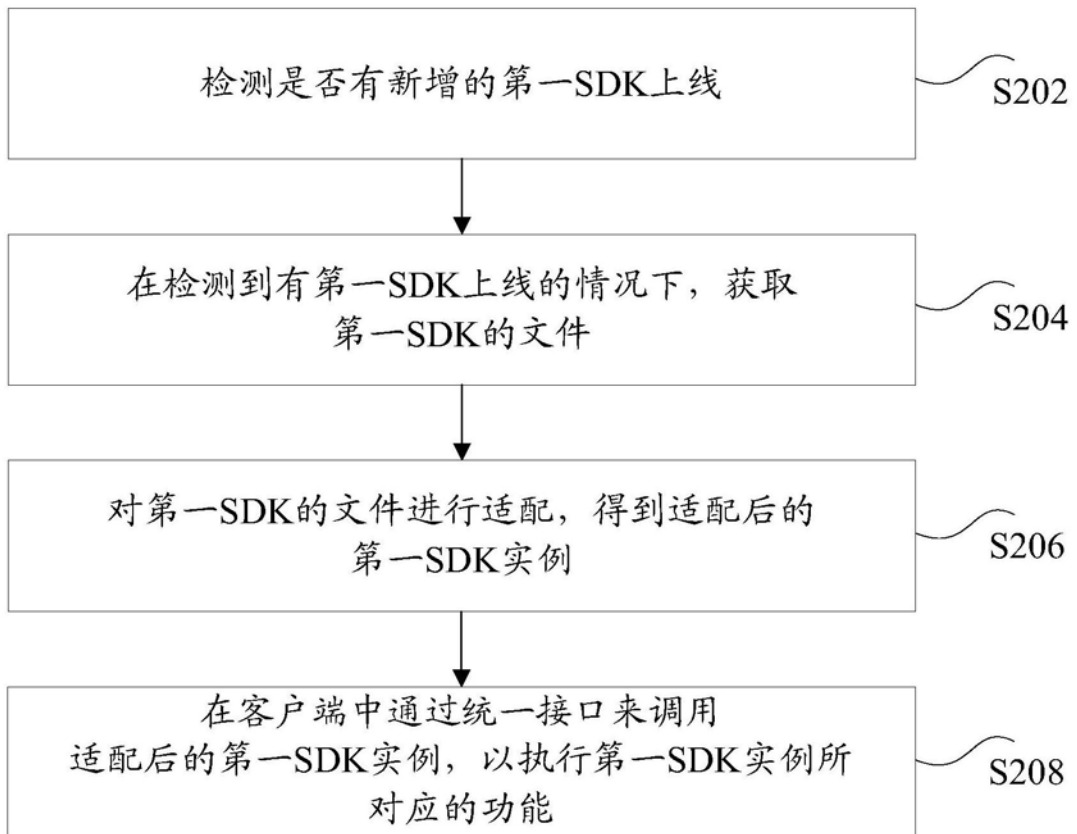 检测是否有新增的第一SDK上线
S202
在检测到有第一SDK上线的情况下，获取
第一SDK的文件
S204
对第一SDK的文件进行适配，得到适配后的
第一SDK实例
S206
在客户端中通过统一接口来调用
适配后的第一SDK实例，以执行第一SDK实例所
对应的功能
S208